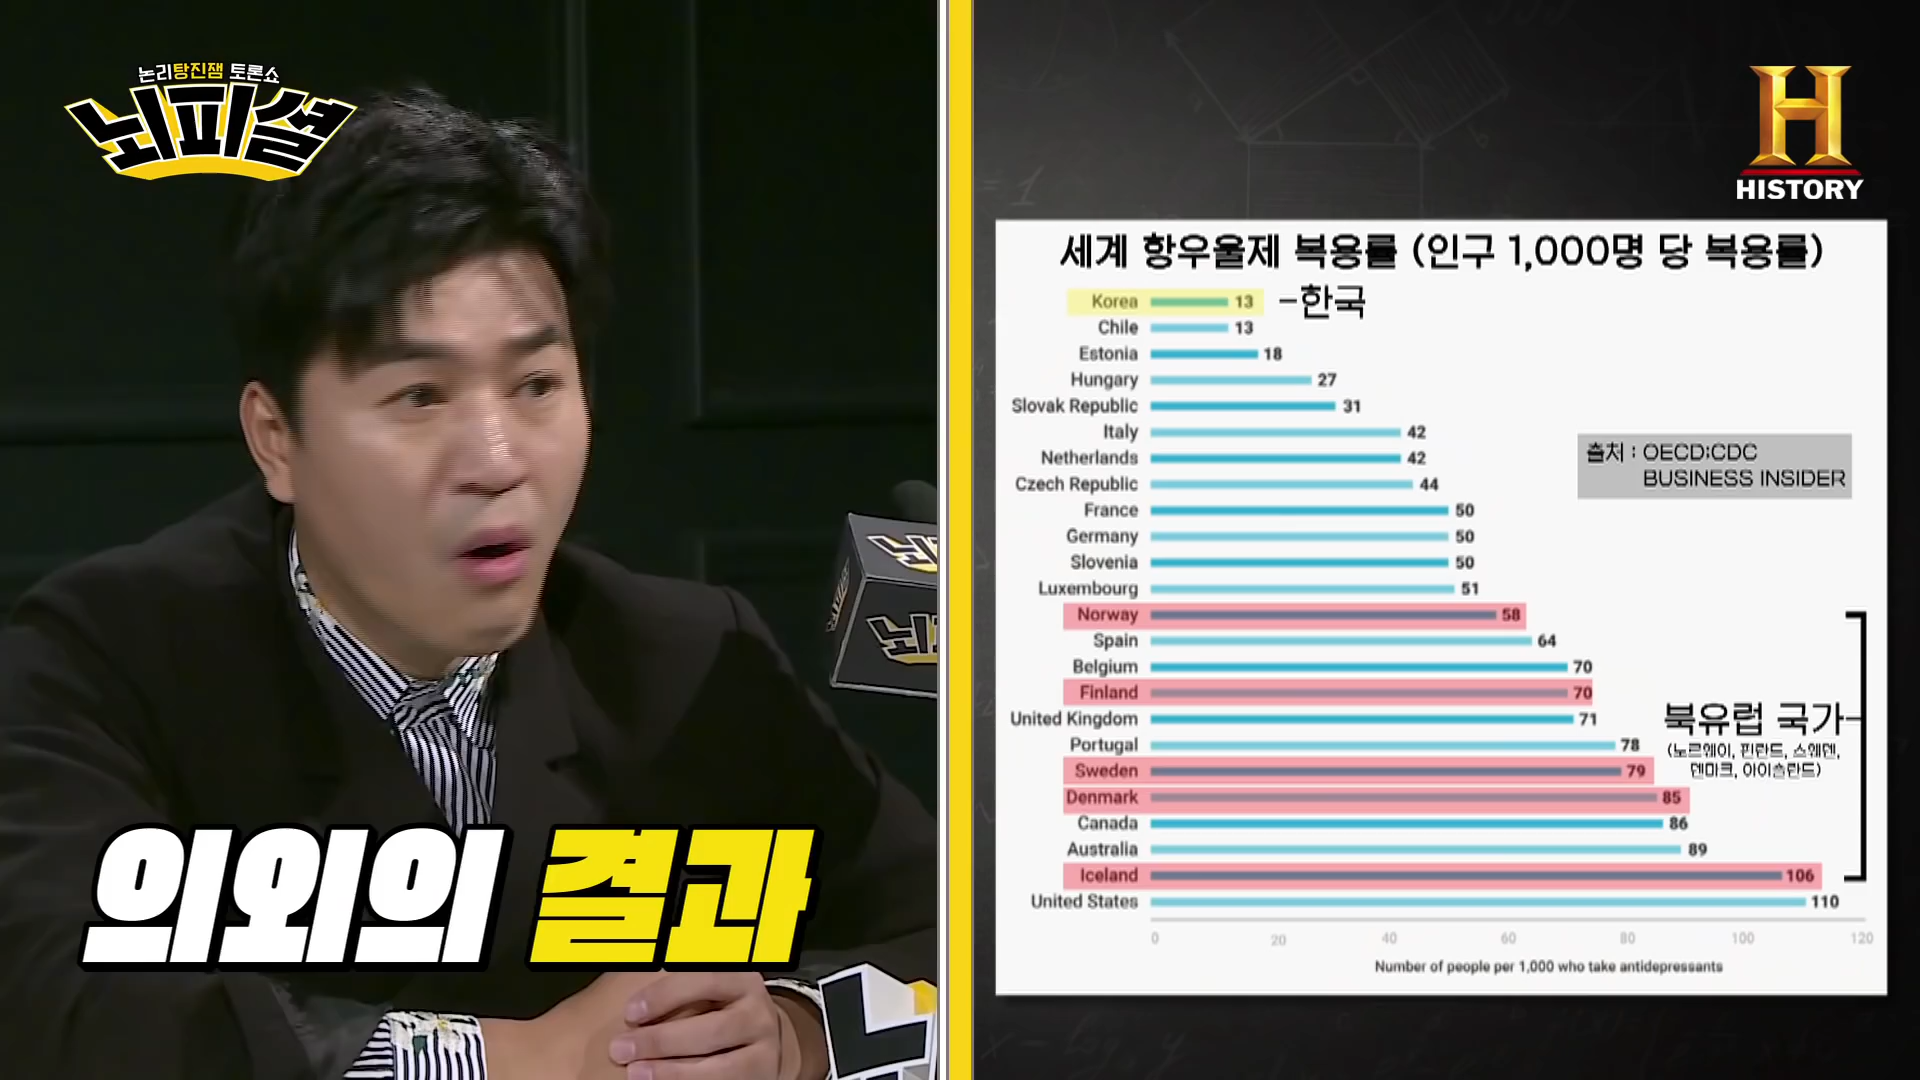 논리탕진잼 토론쇼
뇌피셜
HISTORY
세계 항우울제 복용률 (인구 1,000명 당 복용률)
Korea 13 -한국
Chile 13
Estonia 18
Hungary 27
Slovak Republic 31
Italy 42
Netherlands 42
Czech Republic 44
France 50
Germany 50
Slovenia 50
Luxembourg 51
Norway 58
Spain 64
Belgium 70
Finland 70
United Kingdom 71
Portugal 78
Sweden 79
Denmark 85
Canada 86
Australia 89
Iceland 106
United States 110
0 20 40 60 80 100 120
Number of people per 1,000 who take antidepressants
출처 : OECD;CDC
BUSINESS INSIDER
북유럽 국가
(노르웨이, 핀란드, 스웨덴,
덴마크, 아이슬란드)
의외의 결과